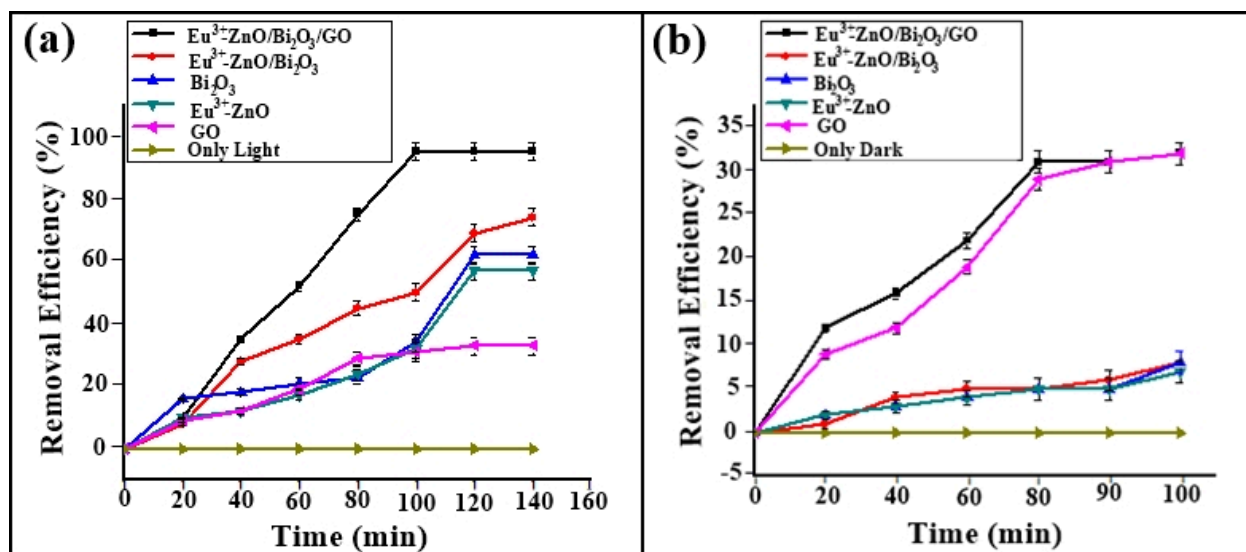 (a)
Eu³⁺-ZnO/Bi₂O₃/GO
Eu³⁺-ZnO/Bi₂O₃
Bi₂O₃
Eu³⁺-ZnO
GO
Only Light
Removal Efficiency (%)
100
80
60
40
20
0
0 20 40 60 80 100 120 140 160
Time (min)
(b)
Eu³⁺-ZnO/Bi₂O₃/GO
Eu³⁺-ZnO/Bi₂O₃
Bi₂O₃
Eu³⁺-ZnO
GO
Only Dark
Removal Efficiency (%)
35
30
25
20
15
10
5
0
-5
0 20 40 60 80 90 100
Time (min)